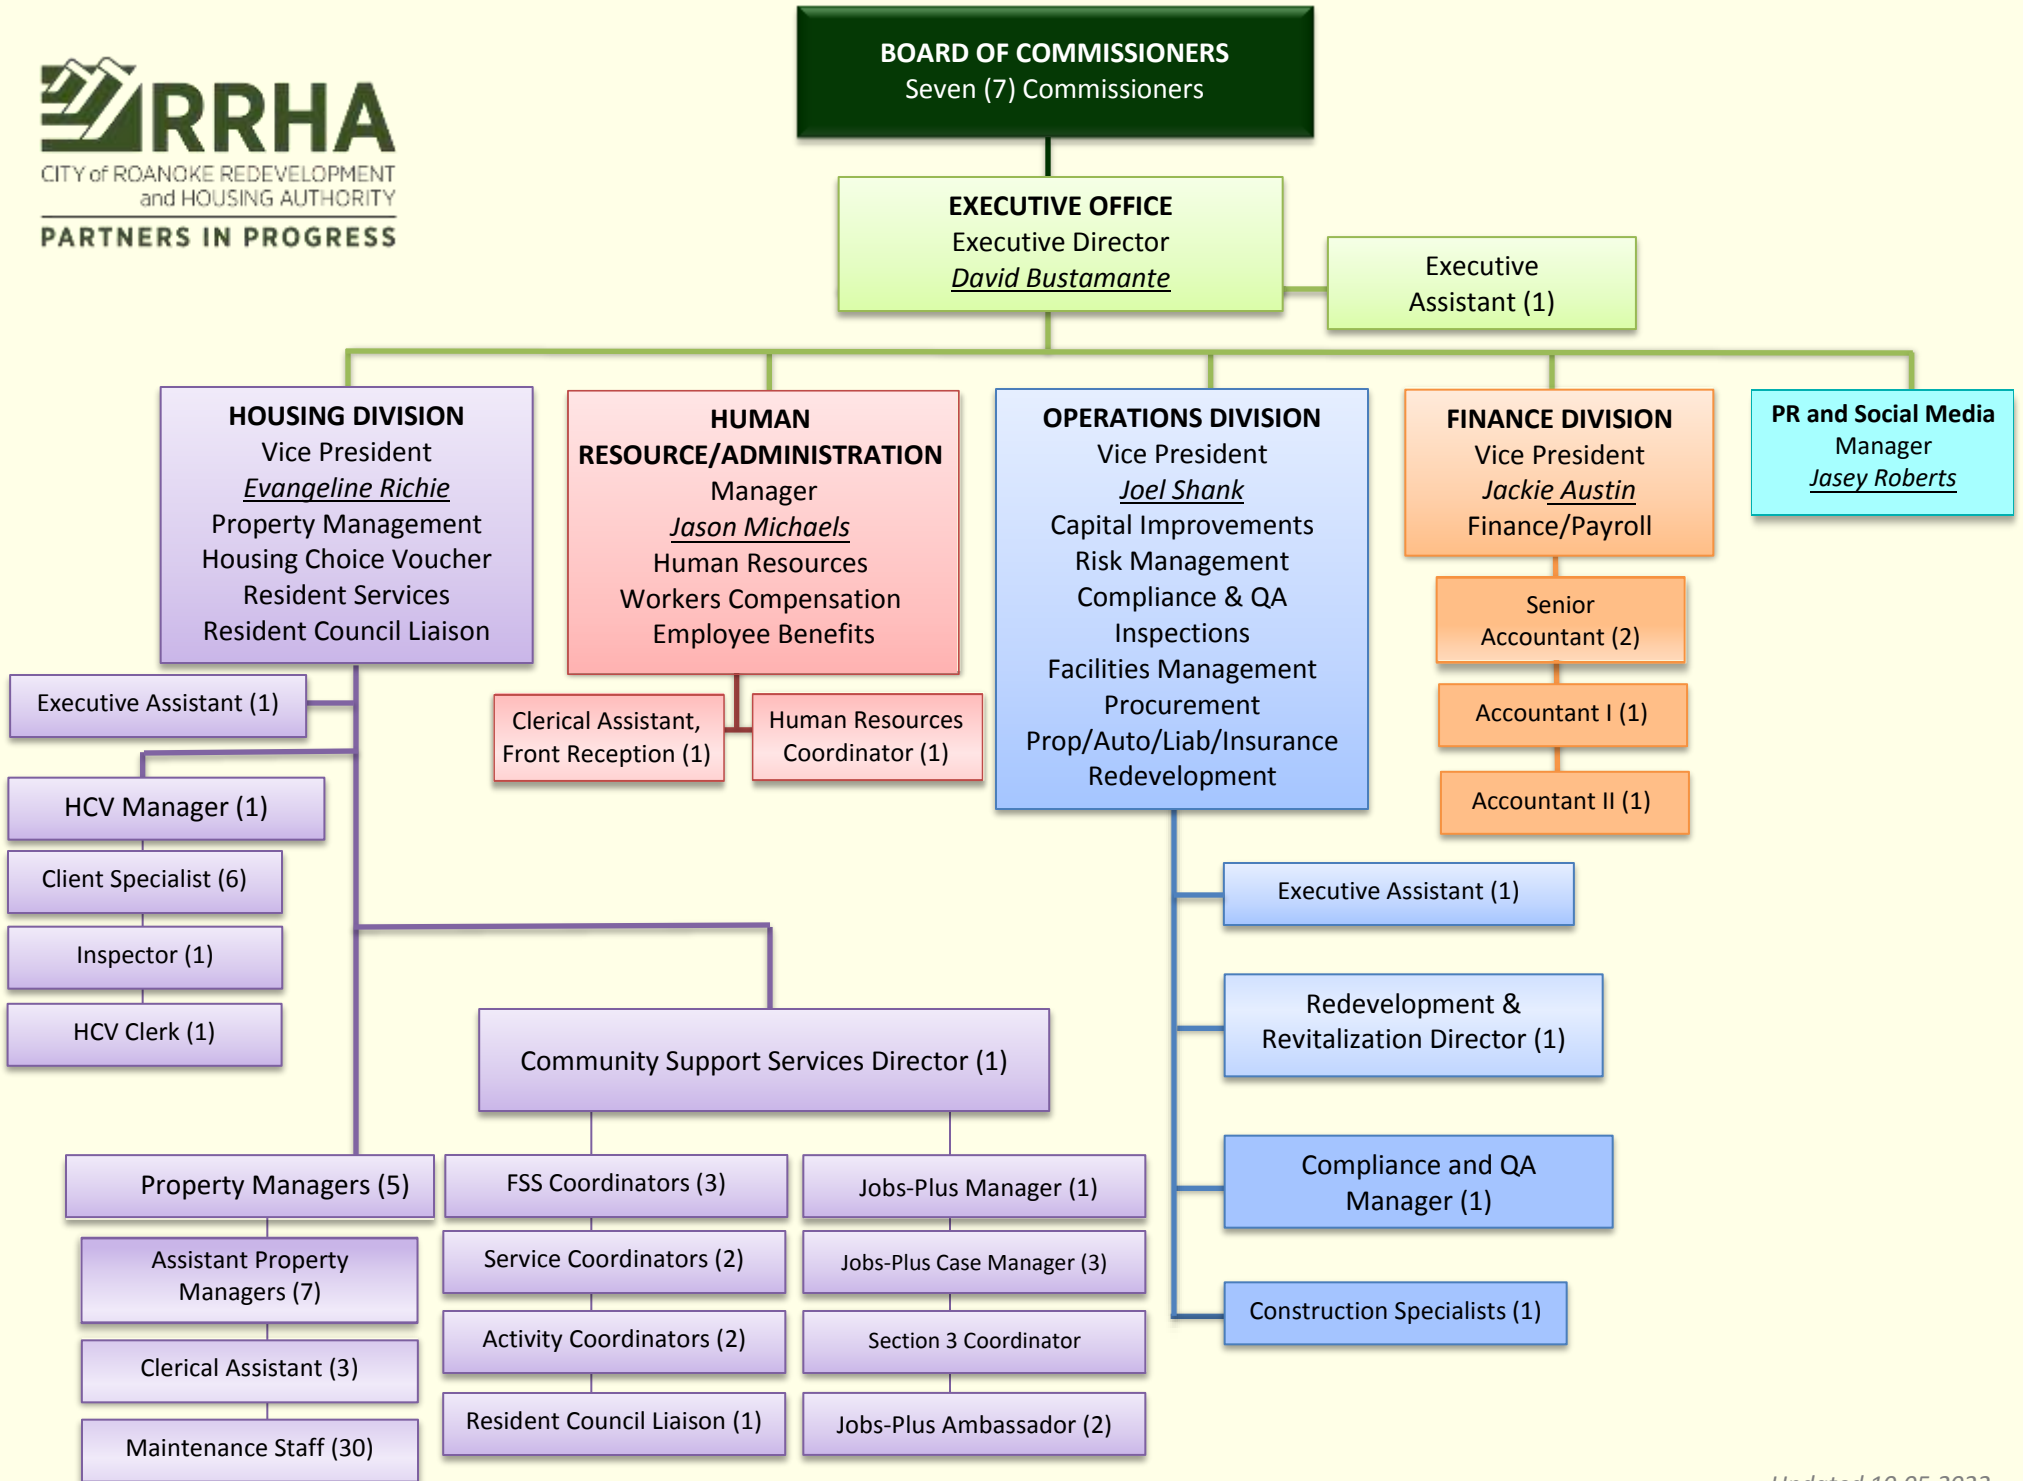 RRHA
CITY of ROANOKE REDEVELOPMENT
and HOUSING AUTHORITY
PARTNERS IN PROGRESS
BOARD OF COMMISSIONERS
Seven (7) Commissioners
EXECUTIVE OFFICE
Executive Director
David Bustamante
Executive
Assistant (1)
HOUSING DIVISION
Vice President
Evangeline Richie
Property Management
Housing Choice Voucher
Resident Services
Resident Council Liaison
HUMAN
RESOURCE/ADMINISTRATION
Manager
Jason Michaels
Human Resources
Workers Compensation
Employee Benefits
OPERATIONS DIVISION
Vice President
Joel Shank
Capital Improvements
Risk Management
Compliance & QA
Inspections
Facilities Management
Procurement
Prop/Auto/Liab/Insurance
Redevelopment
FINANCE DIVISION
Vice President
Jackie Austin
Finance/Payroll
PR and Social Media
Manager
Jasey Roberts
Executive Assistant (1)
HCV Manager (1)
Client Specialist (6)
Inspector (1)
HCV Clerk (1)
Clerical Assistant,
Front Reception (1)
Human Resources
Coordinator (1)
Senior
Accountant (2)
Accountant I (1)
Accountant II (1)
Executive Assistant (1)
Redevelopment &
Revitalization Director (1)
Compliance and QA
Manager (1)
Construction Specialists (1)
Community Support Services Director (1)
Property Managers (5)
Assistant Property
Managers (7)
Clerical Assistant (3)
Maintenance Staff (30)
FSS Coordinators (3)
Service Coordinators (2)
Activity Coordinators (2)
Resident Council Liaison (1)
Jobs-Plus Manager (1)
Jobs-Plus Case Manager (3)
Section 3 Coordinator
Jobs-Plus Ambassador (2)